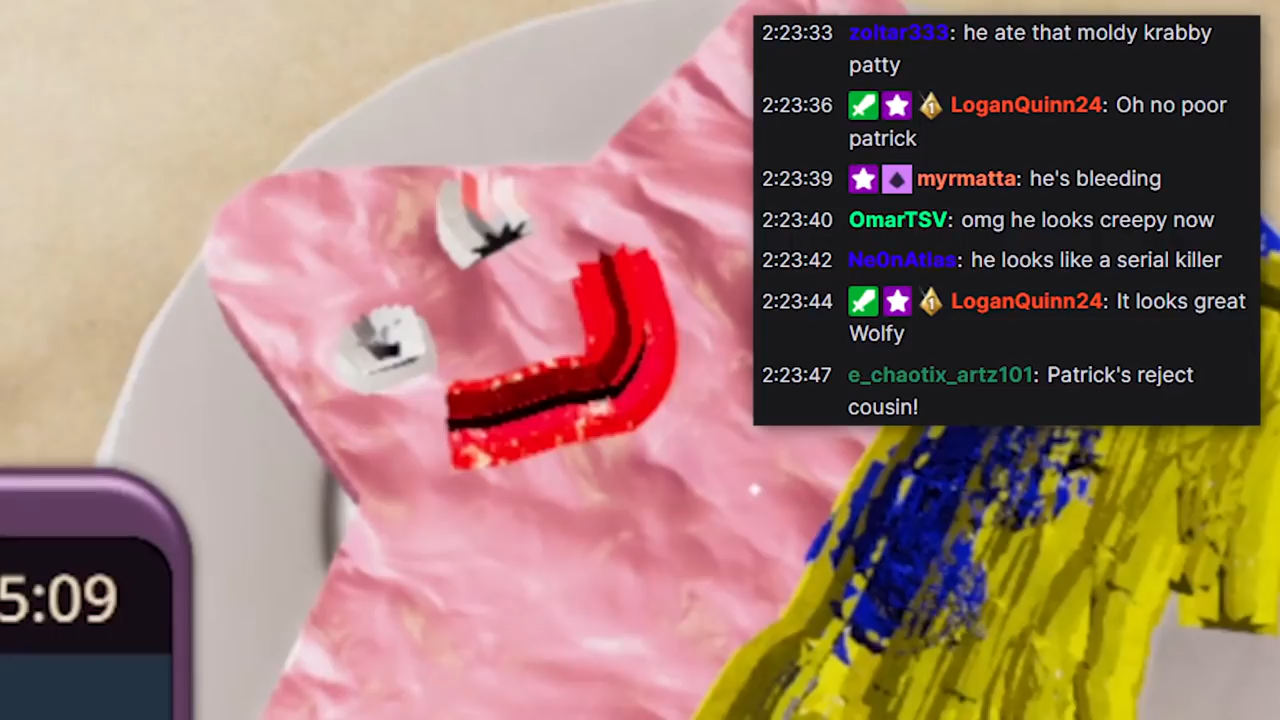 2:23:33 zoltar333: he ate that moldy krabby
patty
2:23:36 LoganQuinn24: Oh no poor
patrick
2:23:39 myrmatta: he's bleeding
2:23:40 OmarTSV: omg he looks creepy now
2:23:42 Ne0nAtlas: he looks like a serial killer
2:23:44 LoganQuinn24: It looks great
Wolfy
2:23:47 e_chaotix_artz101: Patrick's reject
cousin!
5:09